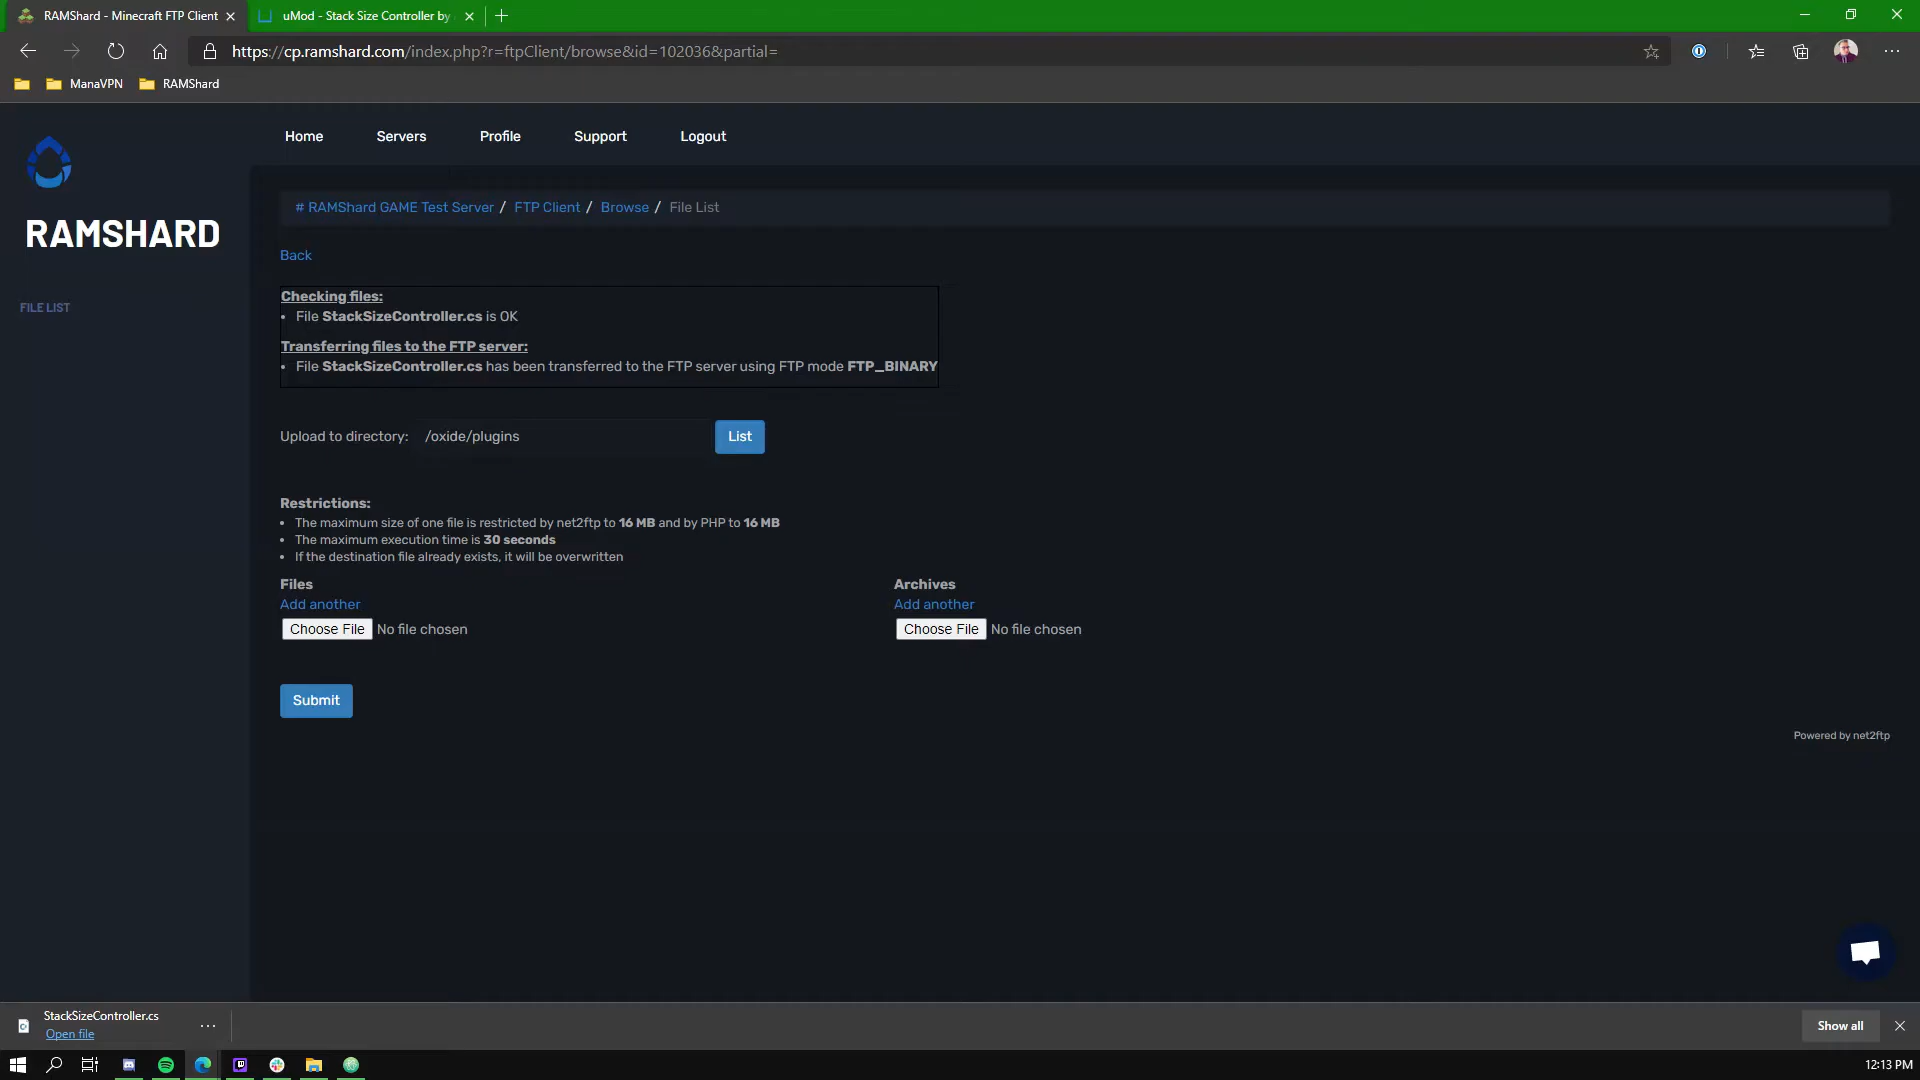 RAMShard - Minecraft FTP Client
uMod - Stack Size Controller by
https://cp.ramshard.com/index.php?r=ftpClient/browse&id=102036&partial=
ManaVPN
RAMShard
Home
Servers
Profile
Support
Logout
RAMSHARD
FILE LIST
# RAMShard GAME Test Server / FTP Client / Browse / File List
Back
Checking files:
• File StackSizeController.cs is OK
Transferring files to the FTP server:
• File StackSizeController.cs has been transferred to the FTP server using FTP mode FTP_BINARY
Upload to directory: /oxide/plugins
List
Restrictions:
• The maximum size of one file is restricted by net2ftp to 16 MB and by PHP to 16 MB
• The maximum execution time is 30 seconds
• If the destination file already exists, it will be overwritten
Files
Add another
Choose File No file chosen
Archives
Add another
Choose File No file chosen
Submit
Powered by net2ftp
StackSizeController.cs
Open file
Show all
12:13 PM